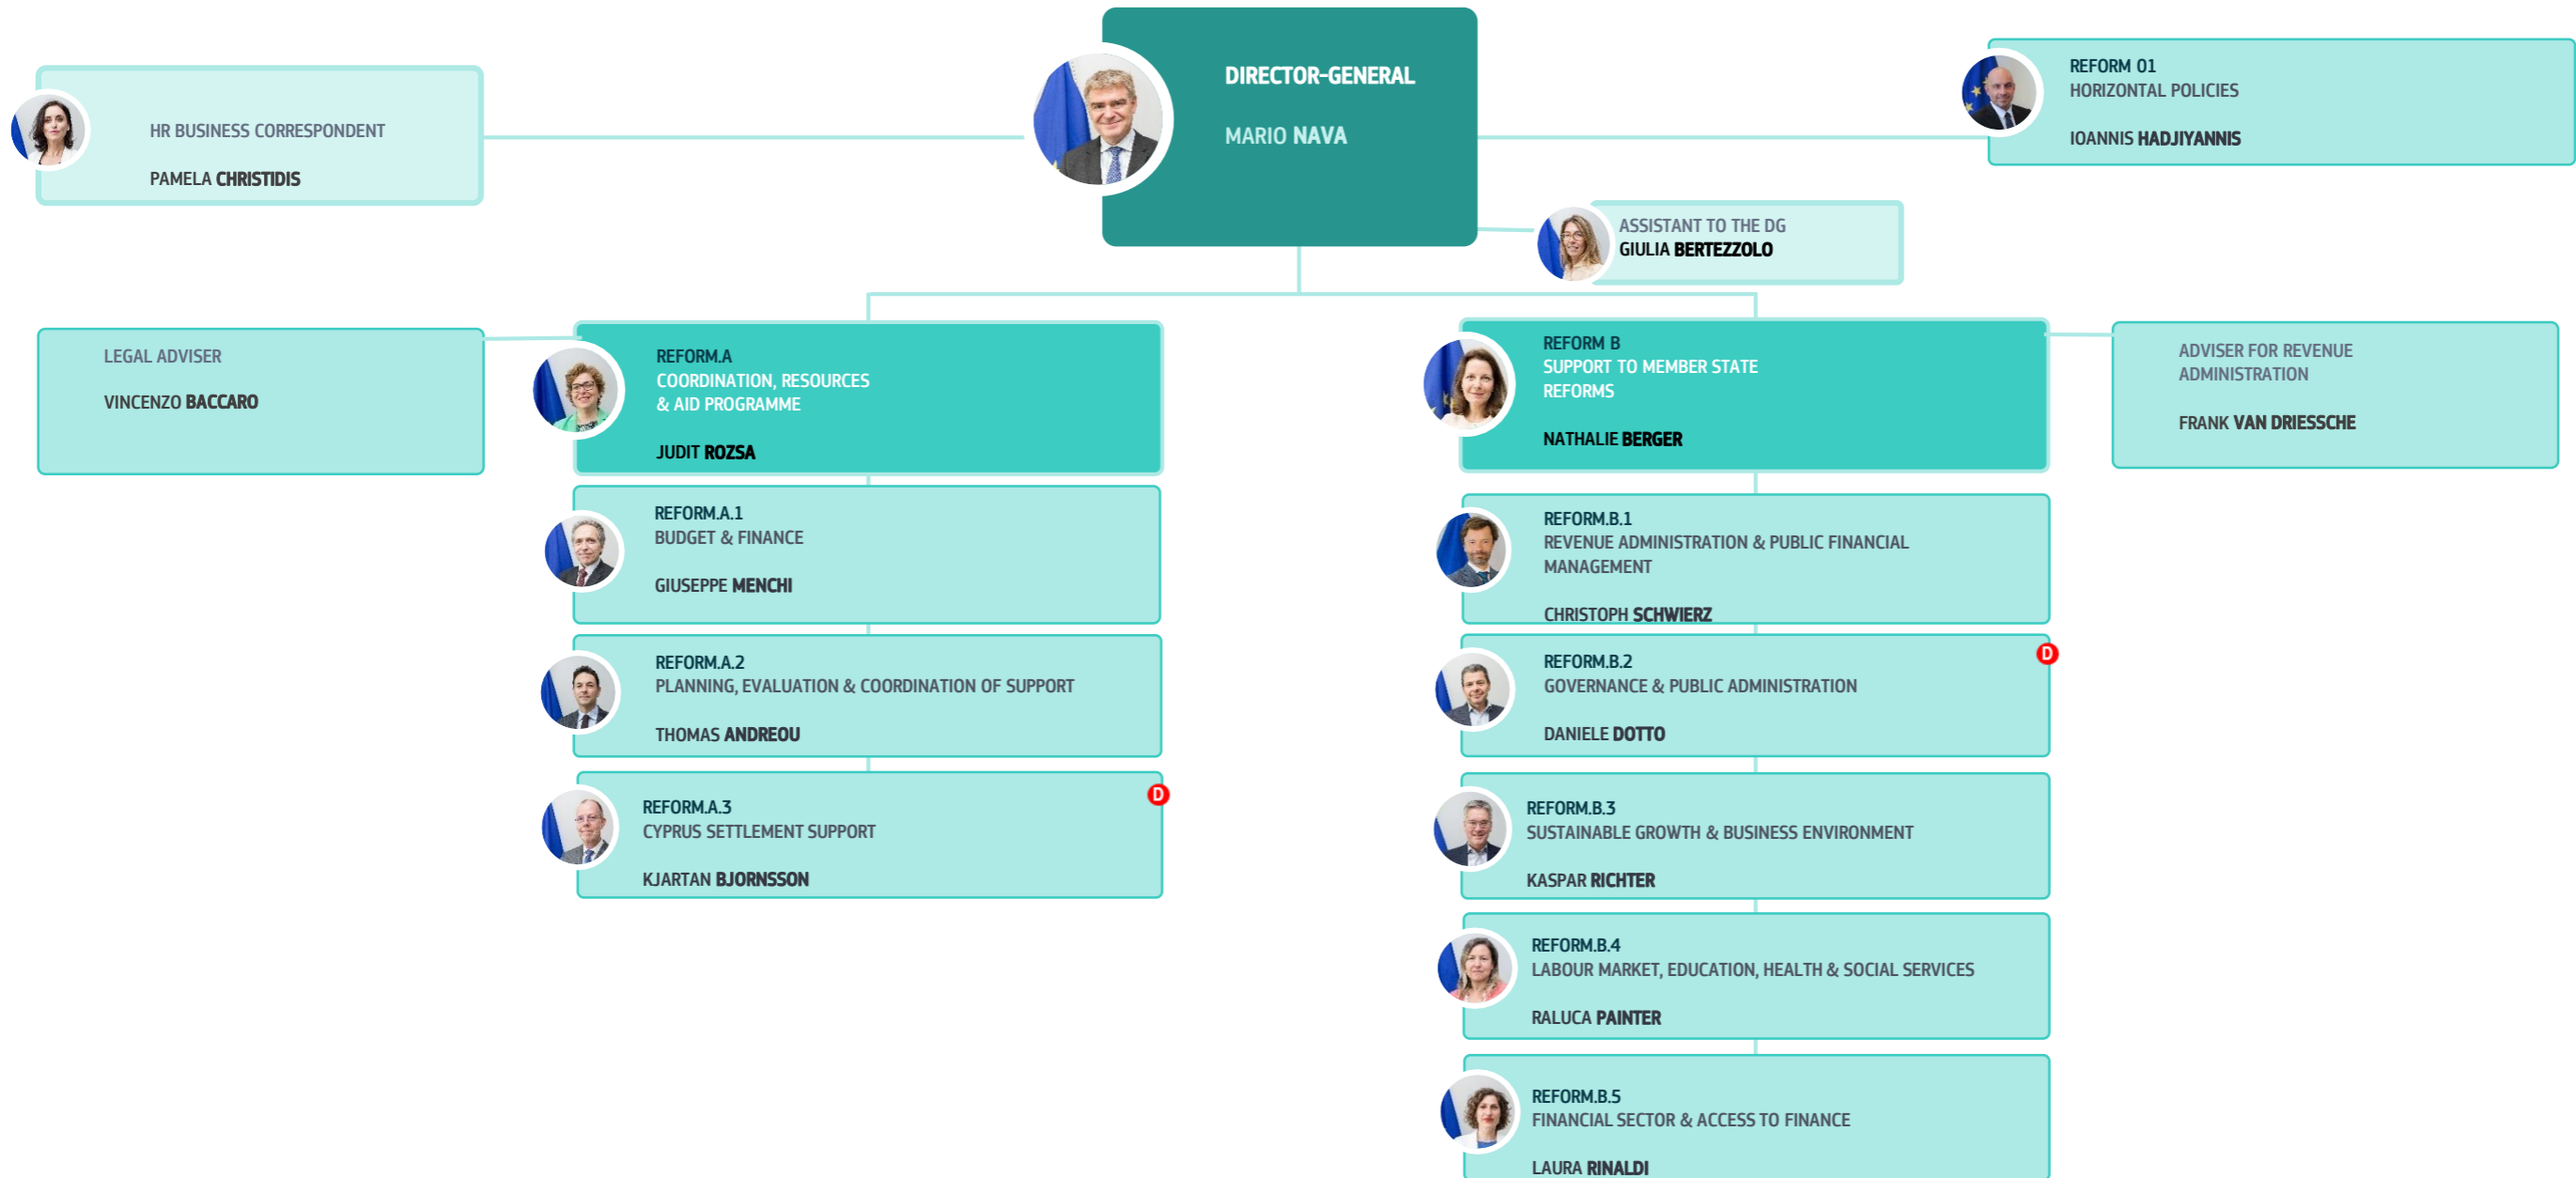 DIRECTOR-GENERAL
MARIO NAVA
HR BUSINESS CORRESPONDENT
PAMELA CHRISTIDIS
REFORM 01
HORIZONTAL POLICIES
IOANNIS HADJIYANNIS
ASSISTANT TO THE DG
GIULIA BERTEZZOLO
LEGAL ADVISER
VINCENZO BACCARO
REFORM.A
COORDINATION, RESOURCES
& AID PROGRAMME
JUDIT ROZSA
REFORM.A.1
BUDGET & FINANCE
GIUSEPPE MENCHI
REFORM.A.2
PLANNING, EVALUATION & COORDINATION OF SUPPORT
THOMAS ANDREOU
D
REFORM.A.3
CYPRUS SETTLEMENT SUPPORT
KJARTAN BJORNSSON
REFORM B
SUPPORT TO MEMBER STATE
REFORMS
NATHALIE BERGER
ADVISER FOR REVENUE
ADMINISTRATION
FRANK VAN DRIESSCHE
REFORM.B.1
REVENUE ADMINISTRATION & PUBLIC FINANCIAL
MANAGEMENT
CHRISTOPH SCHWIERZ
D
REFORM.B.2
GOVERNANCE & PUBLIC ADMINISTRATION
DANIELE DOTTO
REFORM.B.3
SUSTAINABLE GROWTH & BUSINESS ENVIRONMENT
KASPAR RICHTER
REFORM.B.4
LABOUR MARKET, EDUCATION, HEALTH & SOCIAL SERVICES
RALUCA PAINTER
REFORM.B.5
FINANCIAL SECTOR & ACCESS TO FINANCE
LAURA RINALDI